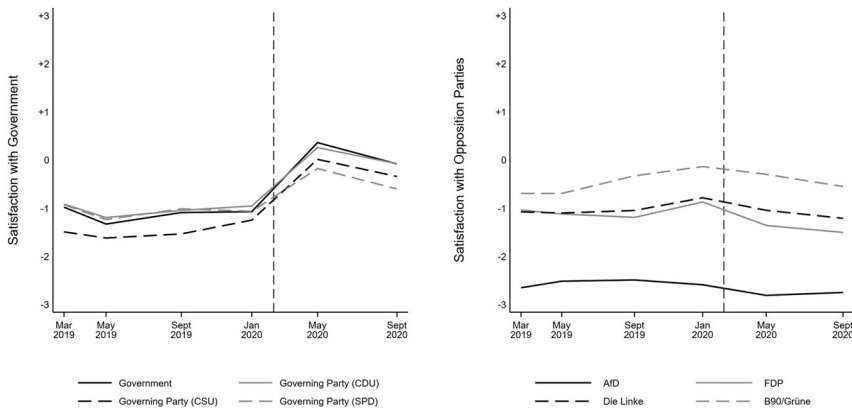 Satisfaction with Government
+3
+2
+1
0
-1
-2
-3
Mar
2019
May
2019
Sept
2019
Jan
2020
May
2020
Sept
2020
Government
Governing Party (CDU)
Governing Party (CSU)
Governing Party (SPD)
Satisfaction with Opposition Parties
+3
+2
+1
0
-1
-2
-3
Mar
2019
May
2019
Sept
2019
Jan
2020
May
2020
Sept
2020
AfD
FDP
Die Linke
B90/Grüne